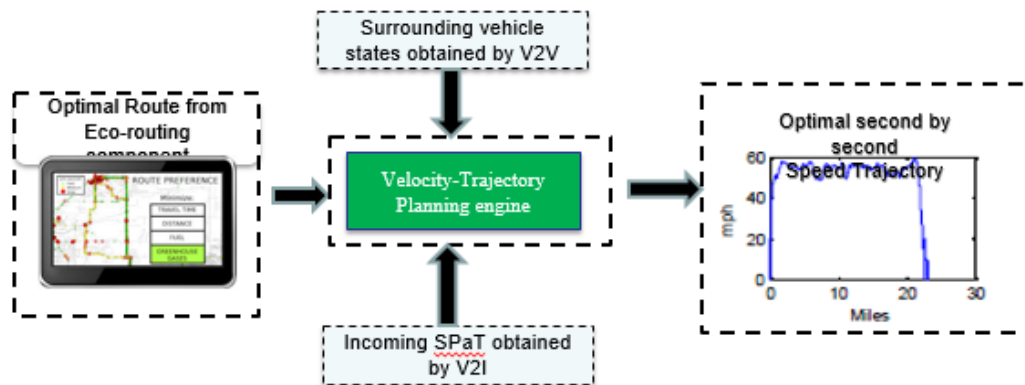 Surrounding vehicle
states obtained by V2V
Optimal Route from
Eco-routing
component
ROUTE PREFERENCE
Minimize:
TRAVEL TIME
DISTANCE
FUEL
GREENHOUSE
GASES
Velocity-Trajectory
Planning engine
Incoming SPaT obtained
by V2I
Optimal second by
second
Speed Trajectory
60
40
20
0
mph
0
10
20
30
Miles